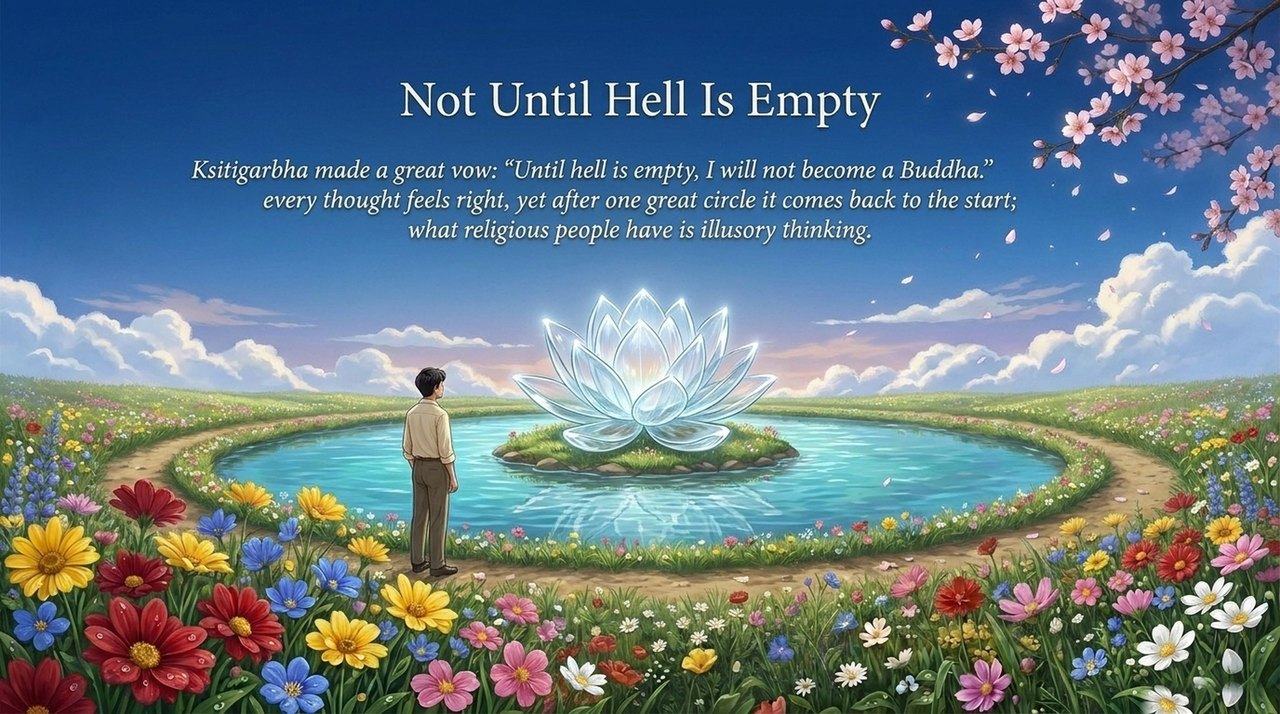 Not Until Hell Is Empty
Ksitigarbha made a great vow: “Until hell is empty, I will not become a Buddha.”
every thought feels right, yet after one great circle it comes back to the start;
what religious people have is illusory thinking.